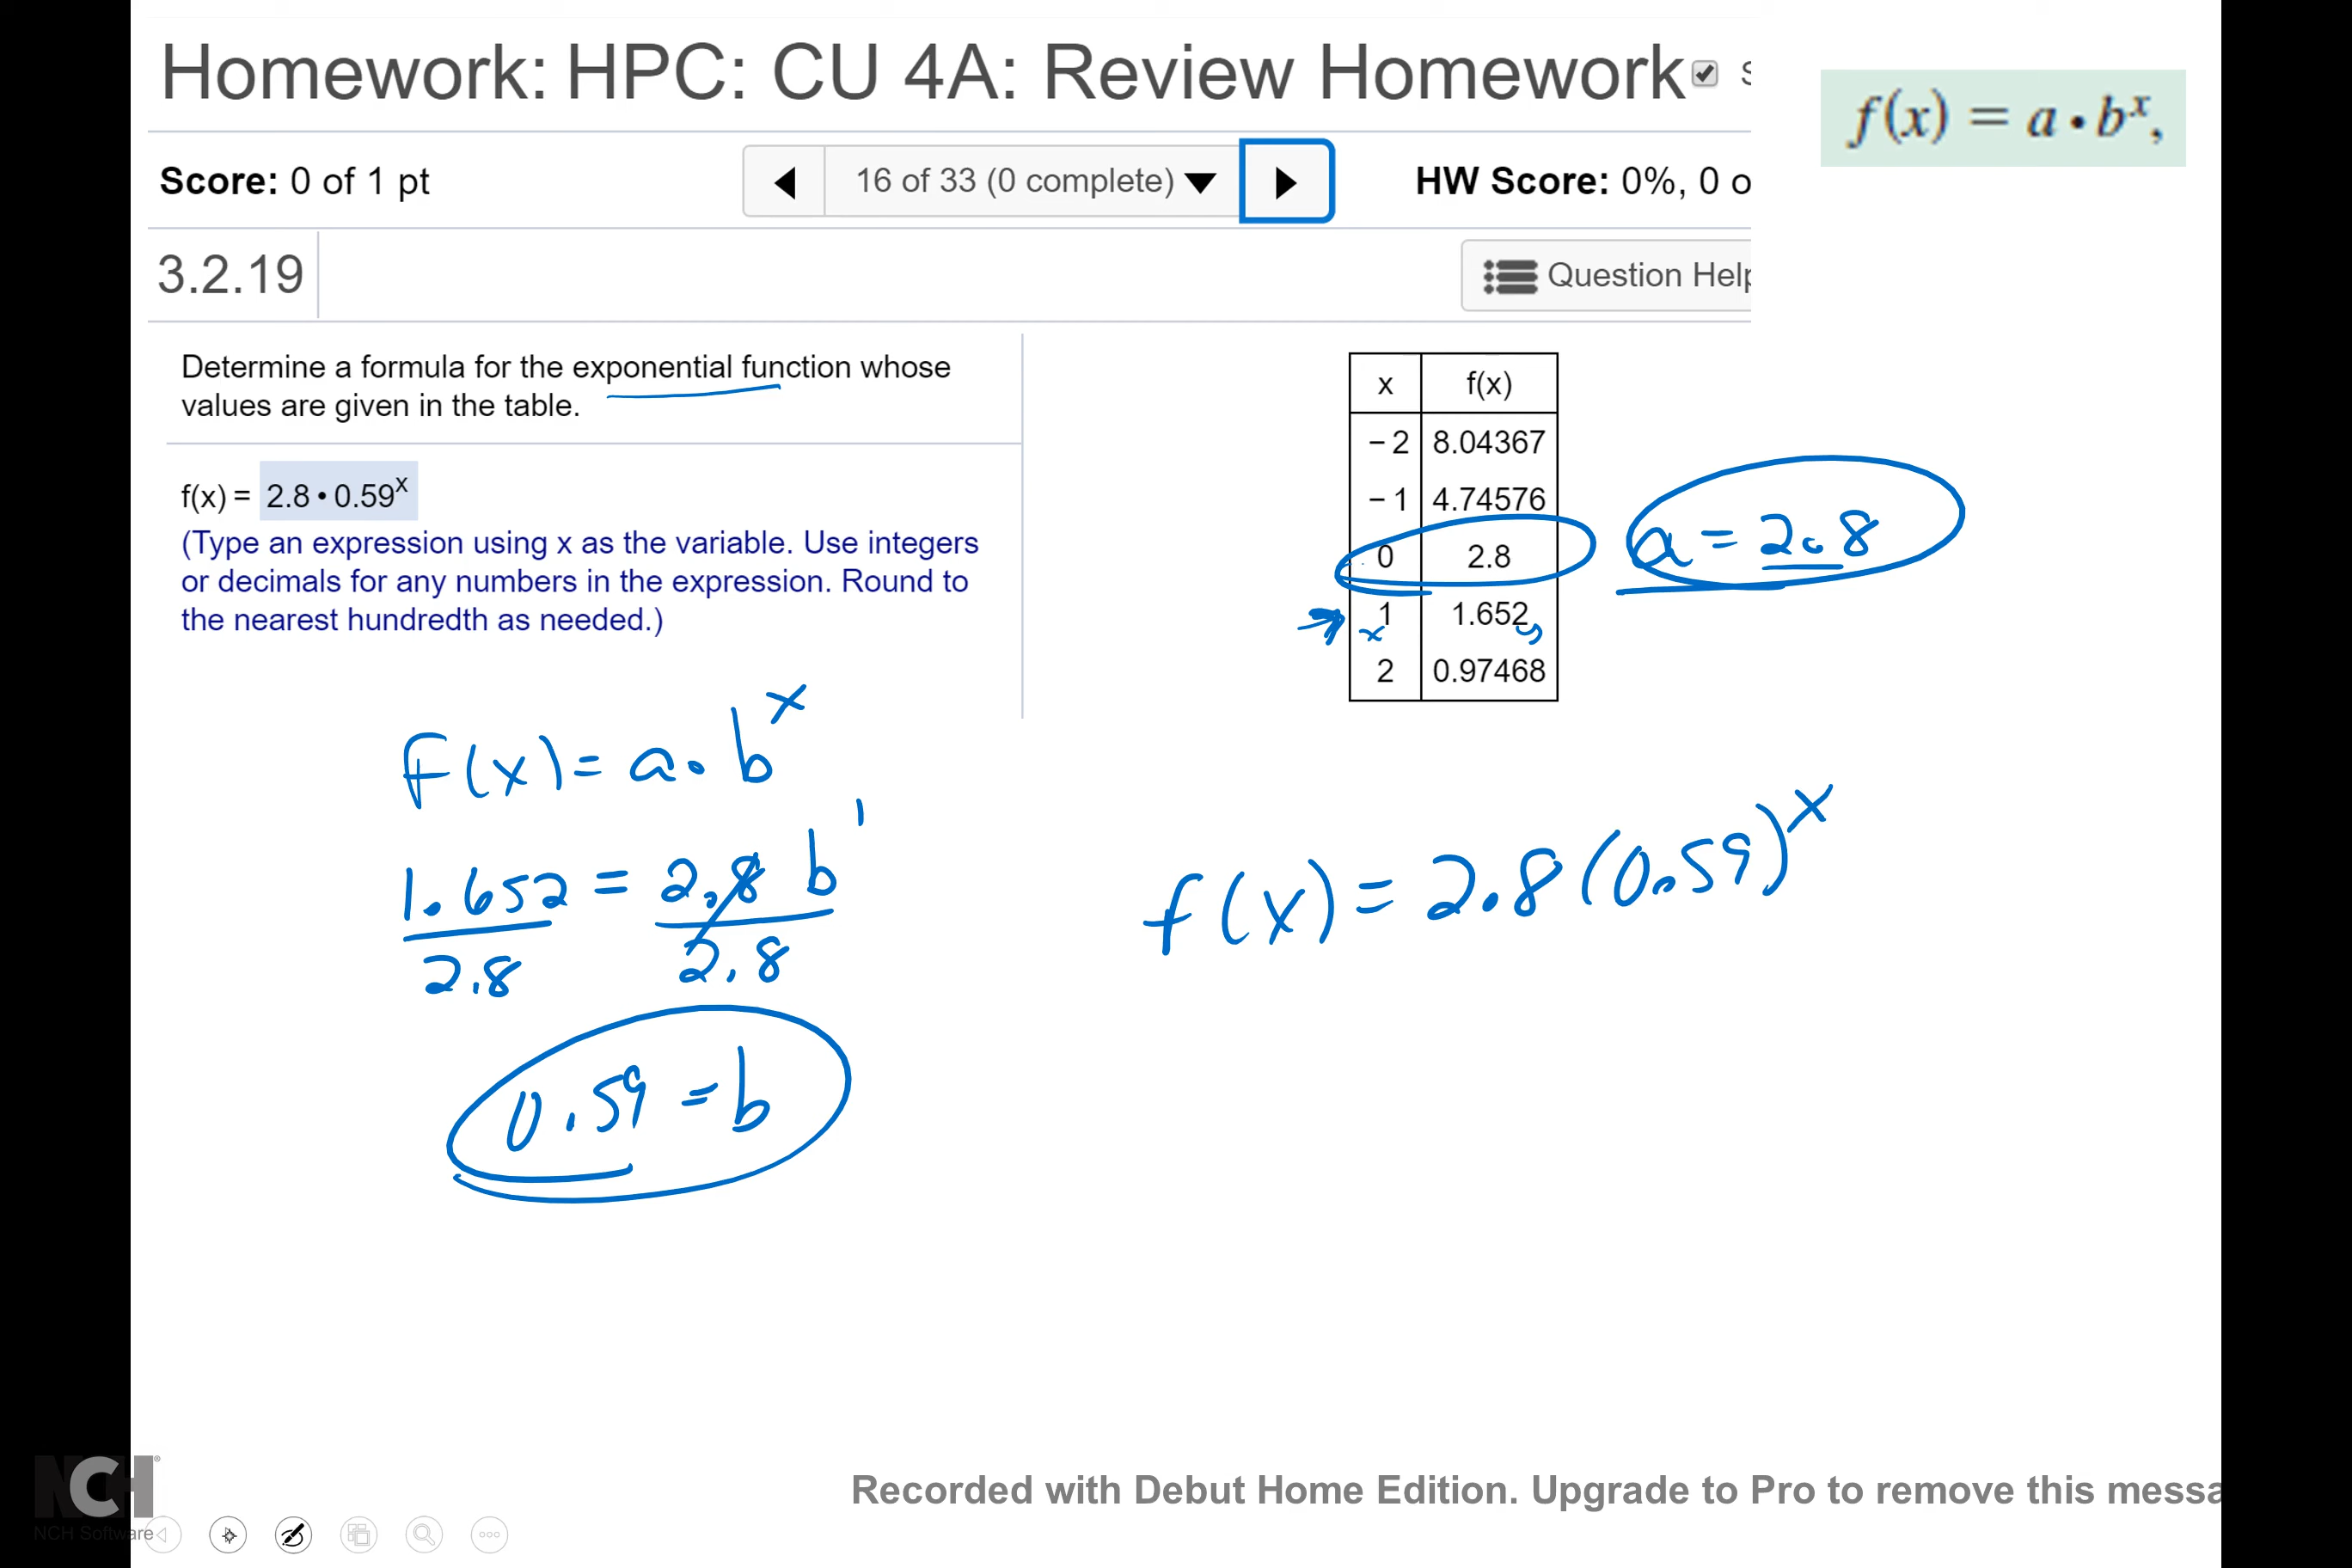 Homework: HPC: CU 4A: Review Homework
f(x) = a • bˣ,
Score: 0 of 1 pt
16 of 33 (0 complete)
HW Score: 0%, 0 o
3.2.19
Question Help
Determine a formula for the exponential function whose
values are given in the table.
f(x) = 2.8 • 0.59ˣ
(Type an expression using x as the variable. Use integers
or decimals for any numbers in the expression. Round to
the nearest hundredth as needed.)
x f(x)
− 2 8.04367
− 1 4.74576
0 2.8
a = 2.8
1 1.652
x y
2 0.97468
f(x) = a • bˣ
1.652 = 2.8 b¹
2.8 2.8
0.59 = b
f(x) = 2.8 (0.59)ˣ
NCH®
NCH Software
Recorded with Debut Home Edition. Upgrade to Pro to remove this messa